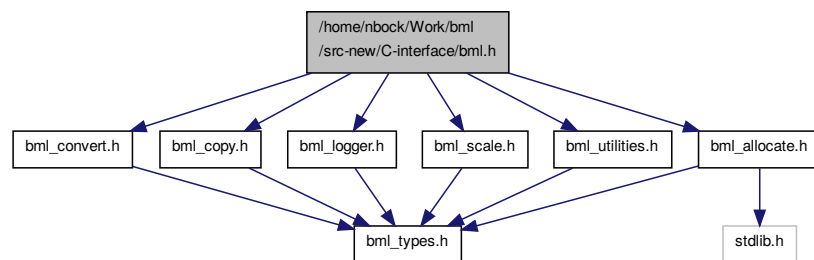 /home/nbock/Work/bml
/src-new/C-interface/bml.h
bml_convert.h
bml_copy.h
bml_logger.h
bml_scale.h
bml_utilities.h
bml_allocate.h
bml_types.h
stdlib.h